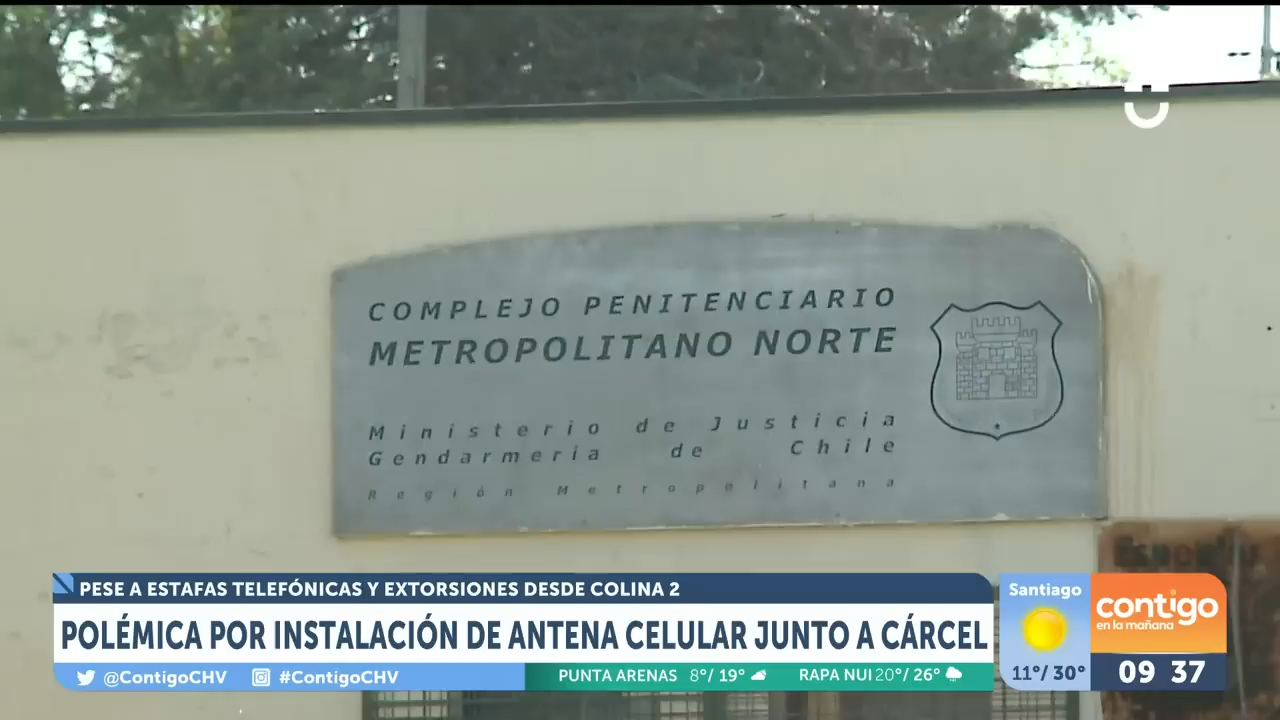 COMPLEJO PENITENCIARIO
METROPOLITANO NORTE
Ministerio de Justicia
Gendarmeria de Chile
Región Metropolitana
PESE A ESTAFAS TELEFÓNICAS Y EXTORSIONES DESDE COLINA 2
POLÉMICA POR INSTALACIÓN DE ANTENA CELULAR JUNTO A CÁRCEL
@ContigoCHV #ContigoCHV PUNTA ARENAS 8°/ 19° RAPA NUI 20°/ 26°
Santiago
11°/ 30°
contigo
en la mañana
09 37